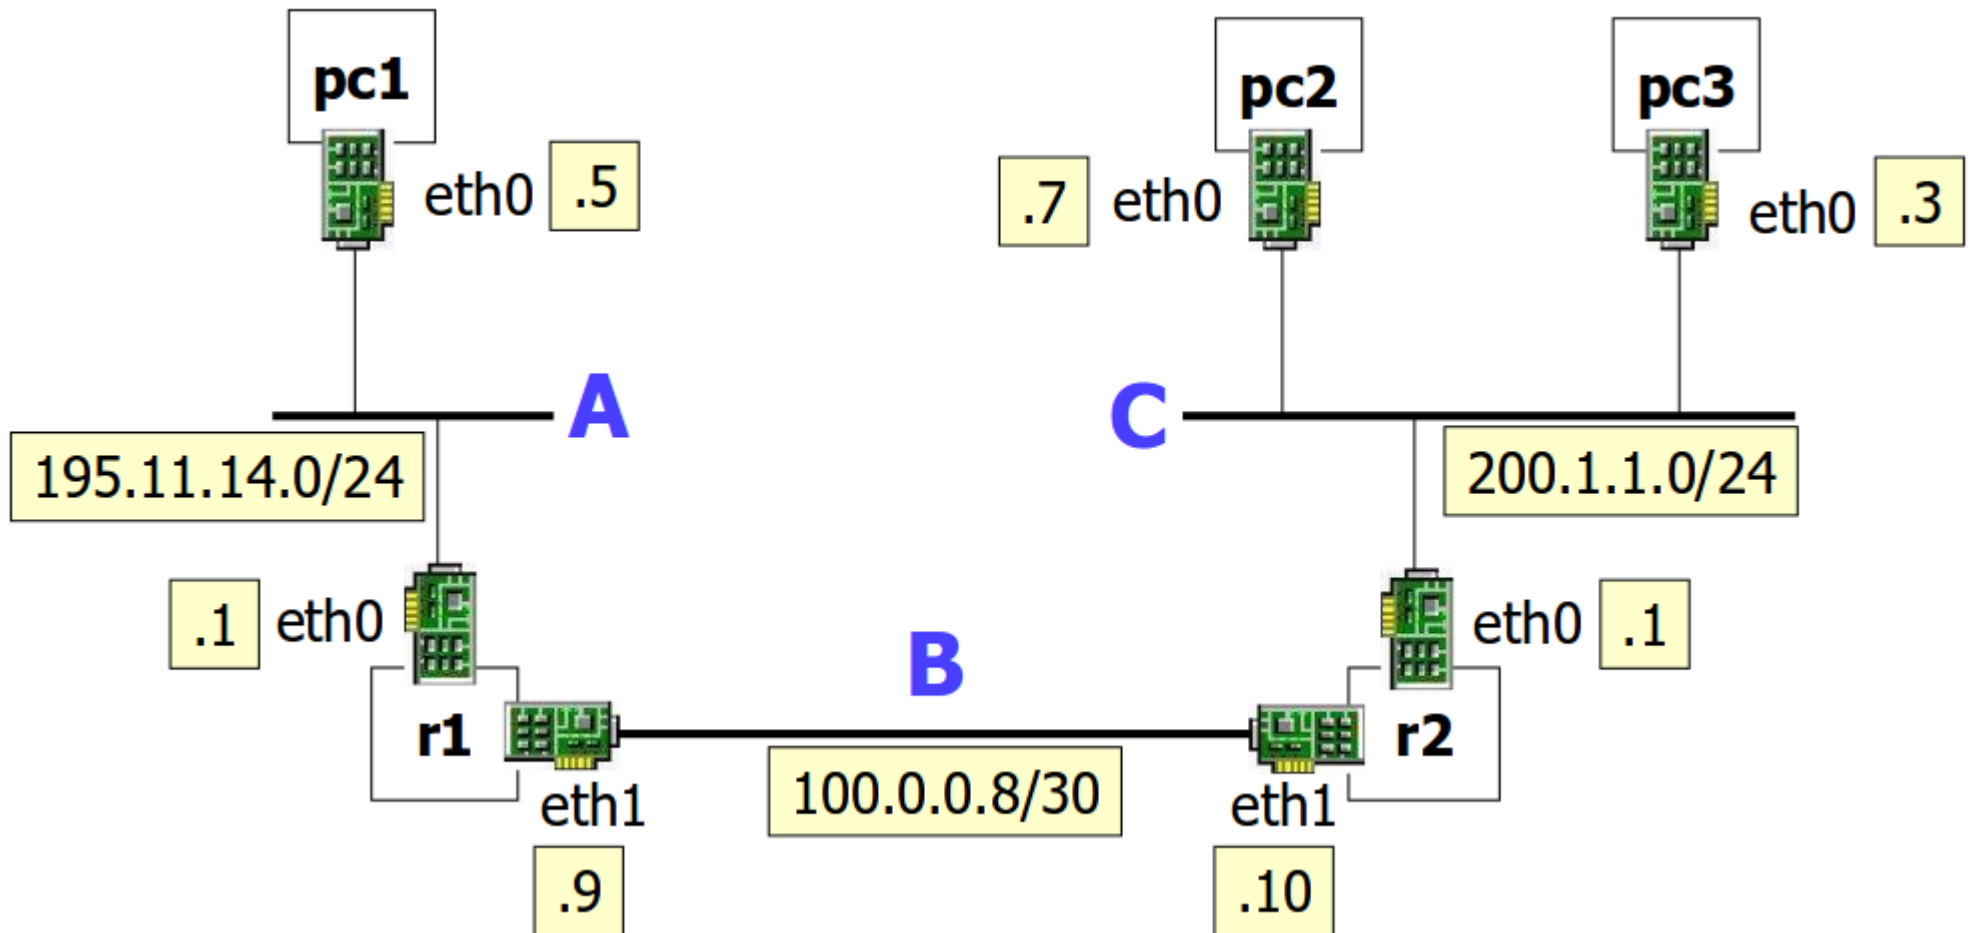 pc1
pc2
pc3
eth0
.5
.7
eth0
eth0
.3
A
C
195.11.14.0/24
200.1.1.0/24
.1
eth0
eth0
.1
B
r1
r2
100.0.0.8/30
eth1
eth1
.9
.10